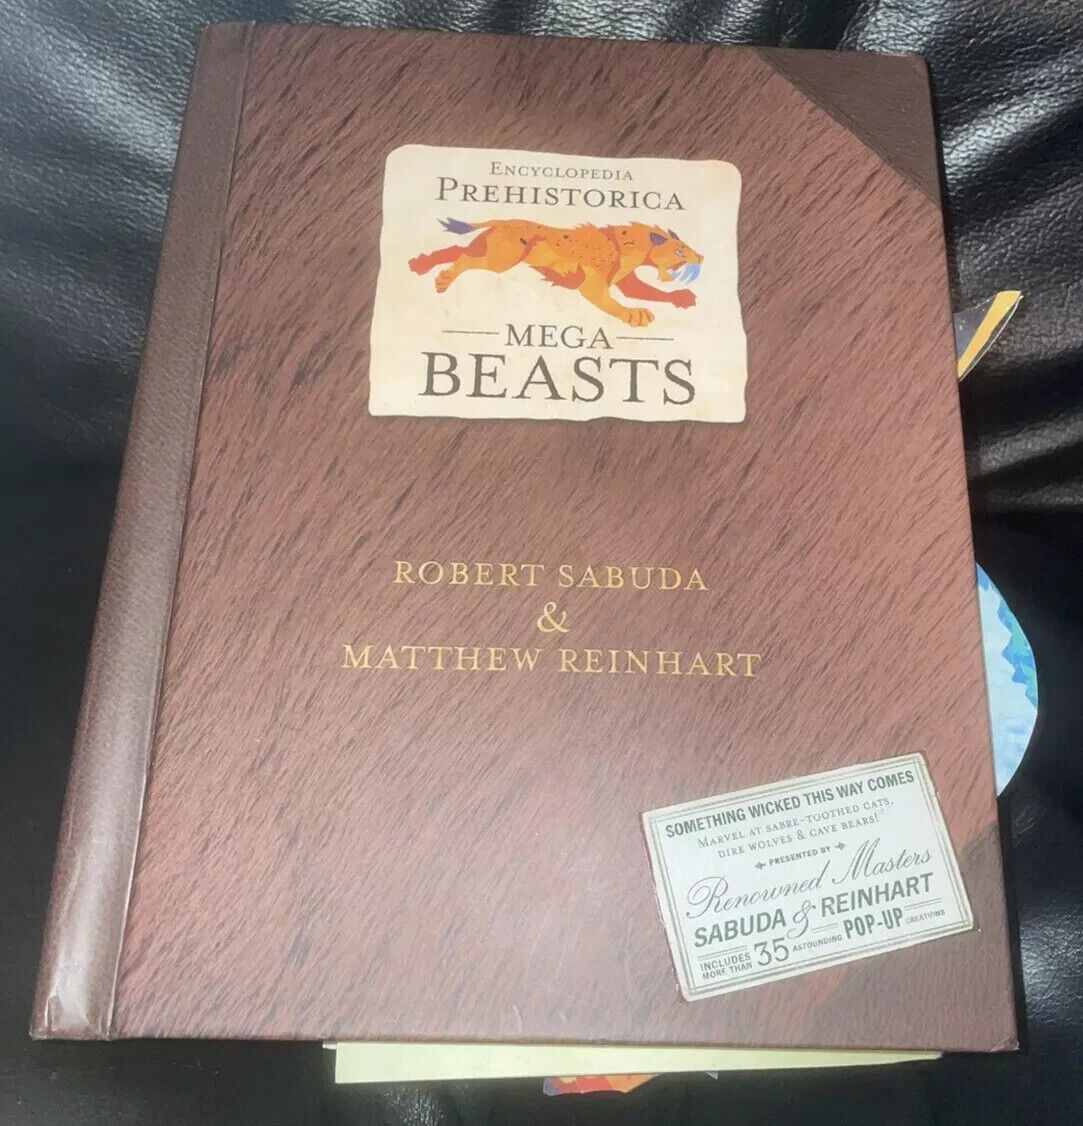 ENCYCLOPEDIA
PREHISTORICA
MEGA
BEASTS
ROBERT SABUDA
&
MATTHEW REINHART
SOMETHING WICKED THIS WAY COMES
MARVEL AT SABRE-TOOTHED CATS,
DIRE WOLVES & CAVE BEARS!
PRESENTED BY
Renowned Masters
SABUDA & REINHART
INCLUDES MORE THAN 35 ASTOUNDING POP-UP CREATIONS